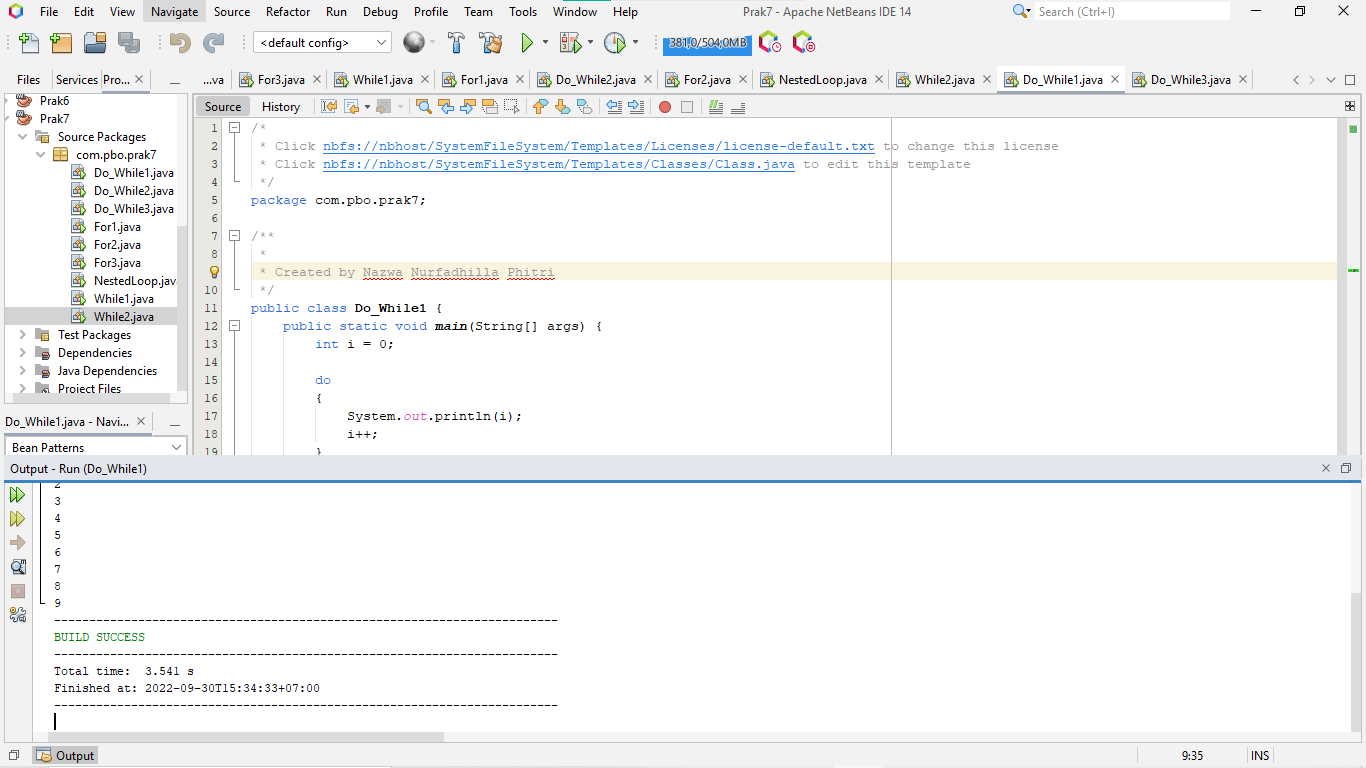 File Edit View Navigate Source Refactor Run Debug Profile Team Tools Window Help Prak7 - Apache NetBeans IDE 14 Search (Ctrl+I)
<default config> 381,0/504,0MB
Files Services Pro... ...va For3.java While1.java For1.java Do_While2.java For2.java NestedLoop.java While2.java Do_While1.java Do_While3.java
Prak6
Prak7
Source Packages
com.pbo.prak7
Do_While1.java
Do_While2.java
Do_While3.java
For1.java
For2.java
For3.java
NestedLoop.java
While1.java
While2.java
Test Packages
Dependencies
Java Dependencies
Project Files
Do_While1.java - Navi...
Bean Patterns
Source History
1 /*
2 * Click nbfs://nbhost/SystemFileSystem/Templates/Licenses/license-default.txt to change this license
3 * Click nbfs://nbhost/SystemFileSystem/Templates/Classes/Class.java to edit this template
4 */
5 package com.pbo.prak7;
6
7 /**
8 *
* Created by Nazwa Nurfadhilla Phitri
10 */
11 public class Do_While1 {
12 public static void main(String[] args) {
13 int i = 0;
14
15 do
16 {
17 System.out.println(i);
18 i++;
19 }
Output - Run (Do_While1)
2
3
4
5
6
7
8
9
------------------------------------------------------------------------
BUILD SUCCESS
------------------------------------------------------------------------
Total time: 3.541 s
Finished at: 2022-09-30T15:34:33+07:00
------------------------------------------------------------------------
Output 9:35 INS